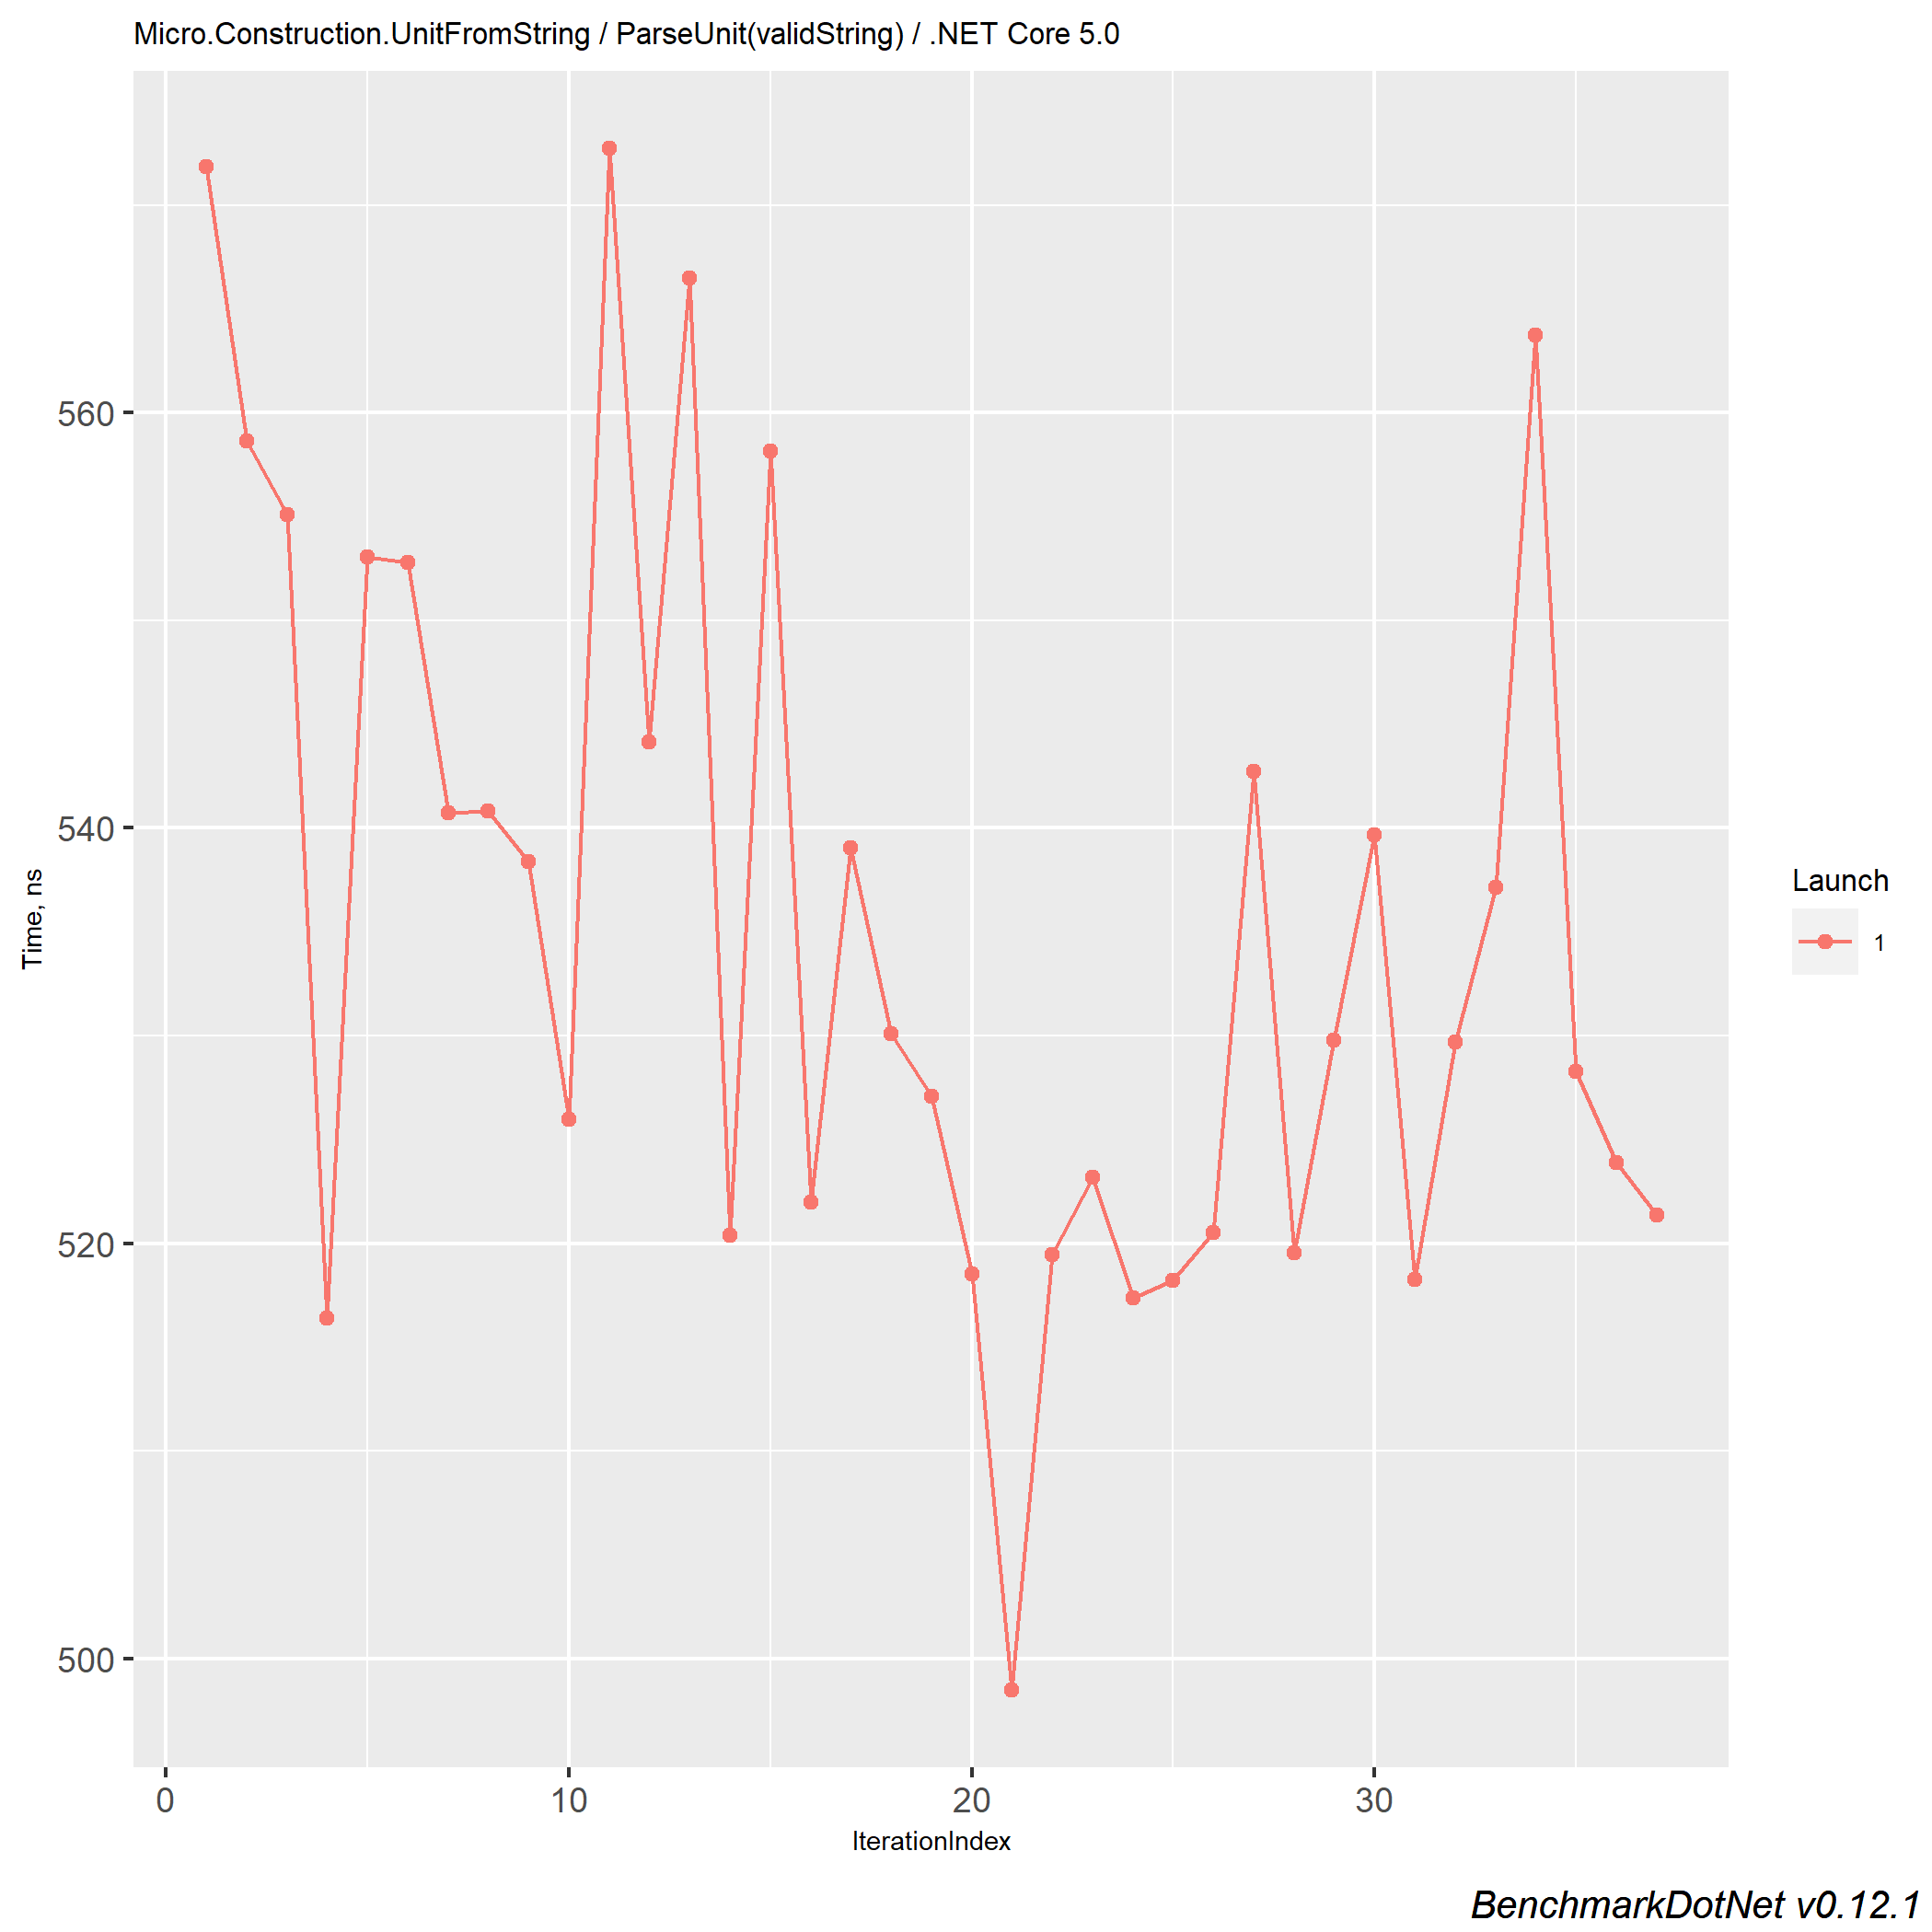 Micro.Construction.UnitFromString / ParseUnit(validString) / .NET Core 5.0
560
540
520
500
Time, ns
0 10 20 30
IterationIndex
Launch
1
BenchmarkDotNet v0.12.1